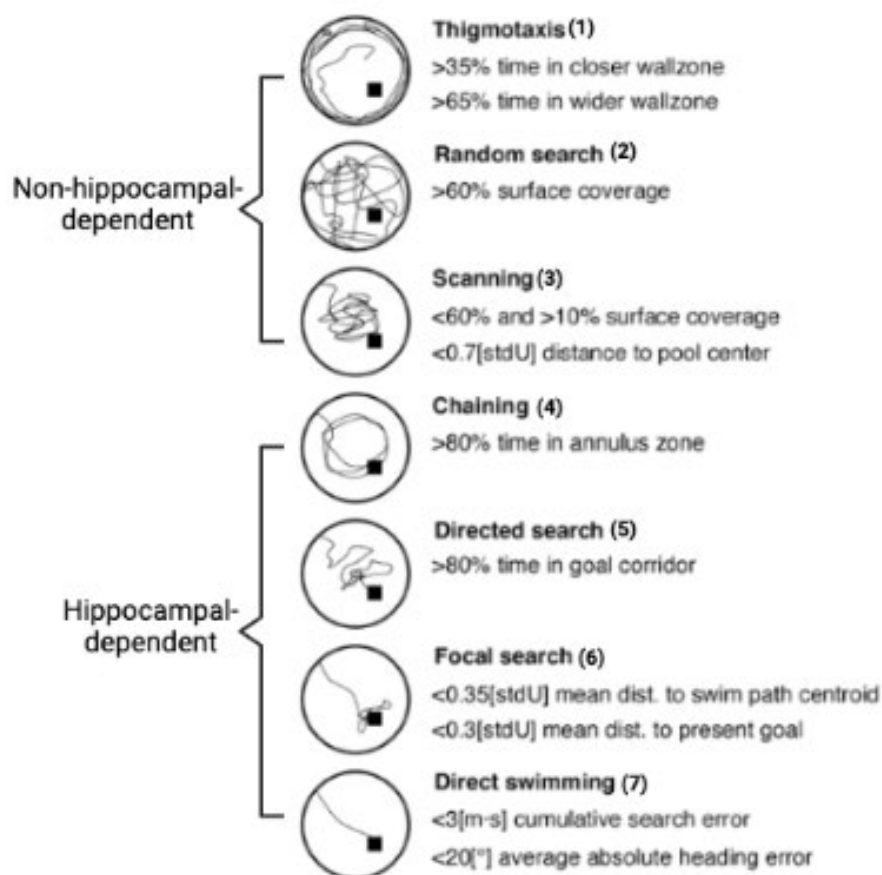 Thigmotaxis (1)
>35% time in closer wallzone
>65% time in wider wallzone
Random search (2)
>60% surface coverage
Non-hippocampal-
dependent
Scanning (3)
<60% and >10% surface coverage
<0.7[stdU] distance to pool center
Chaining (4)
>80% time in annulus zone
Directed search (5)
>80% time in goal corridor
Hippocampal-
dependent
Focal search (6)
<0.35[stdU] mean dist. to swim path centroid
<0.3[stdU] mean dist. to present goal
Direct swimming (7)
<3[m-s] cumulative search error
<20[°] average absolute heading error